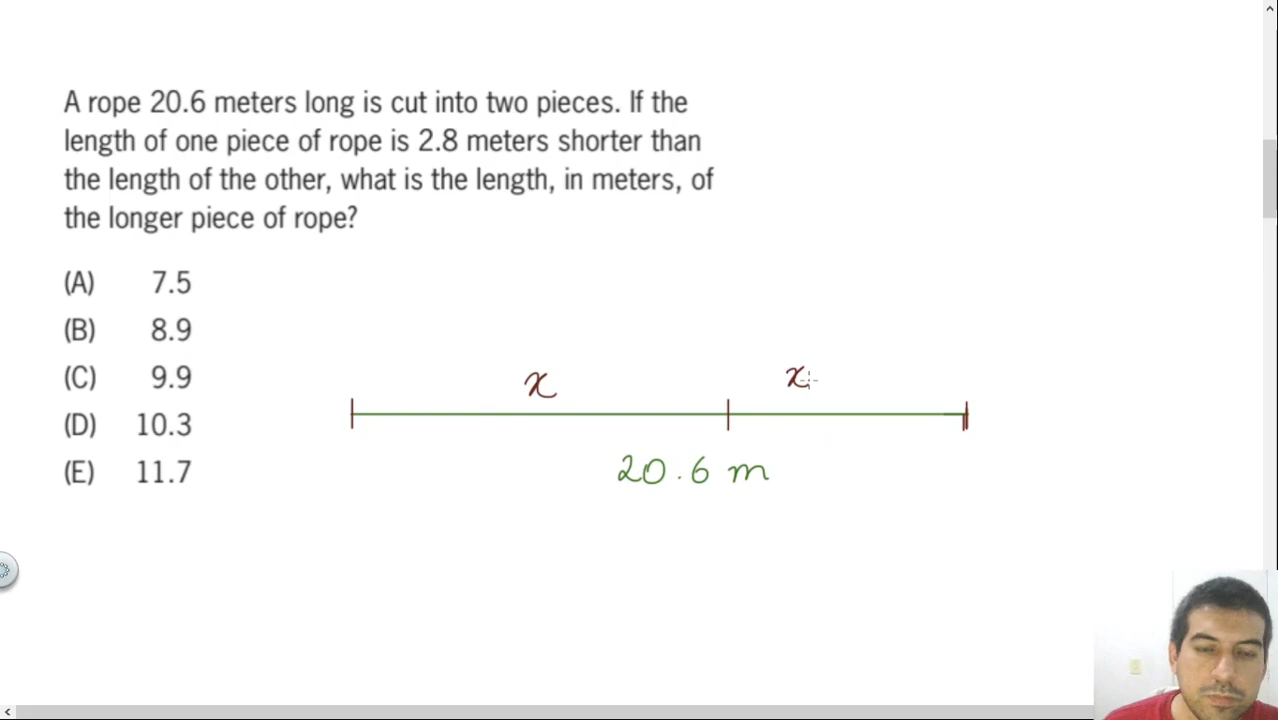 A rope 20.6 meters long is cut into two pieces. If the
length of one piece of rope is 2.8 meters shorter than
the length of the other, what is the length, in meters, of
the longer piece of rope?
(A) 7.5
(B) 8.9
(C) 9.9
(D) 10.3
(E) 11.7
x x
20.6 m